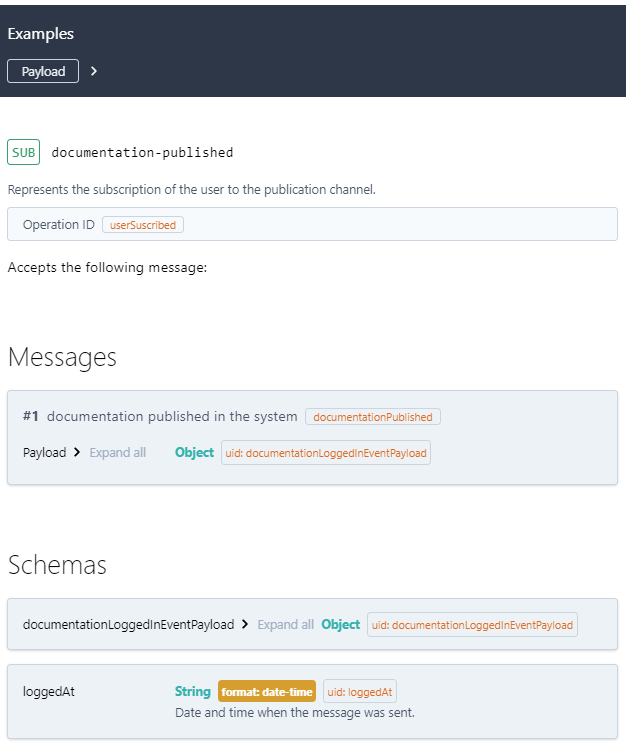 Examples
Payload
SUB documentation-published
Represents the subscription of the user to the publication channel.
Operation ID userSuscribed
Accepts the following message:
Messages
#1 documentation published in the system documentationPublished
Payload Expand all Object uid: documentationLoggedInEventPayload
Schemas
documentationLoggedInEventPayload Expand all Object uid: documentationLoggedInEventPayload
loggedAt String format: date-time uid: loggedAt
Date and time when the message was sent.